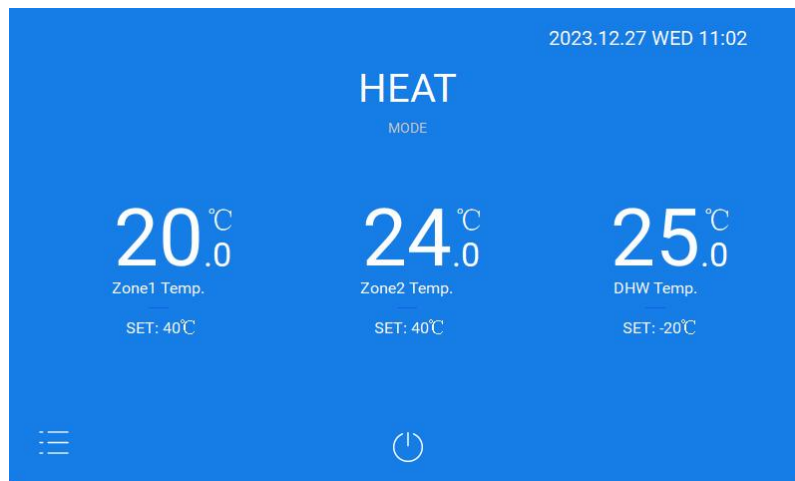 2023.12.27 WED 11:02
HEAT
MODE
20.0℃ 24.0℃ 25.0℃
Zone1 Temp. Zone2 Temp. DHW Temp.
SET: 40℃ SET: 40℃ SET: -20℃